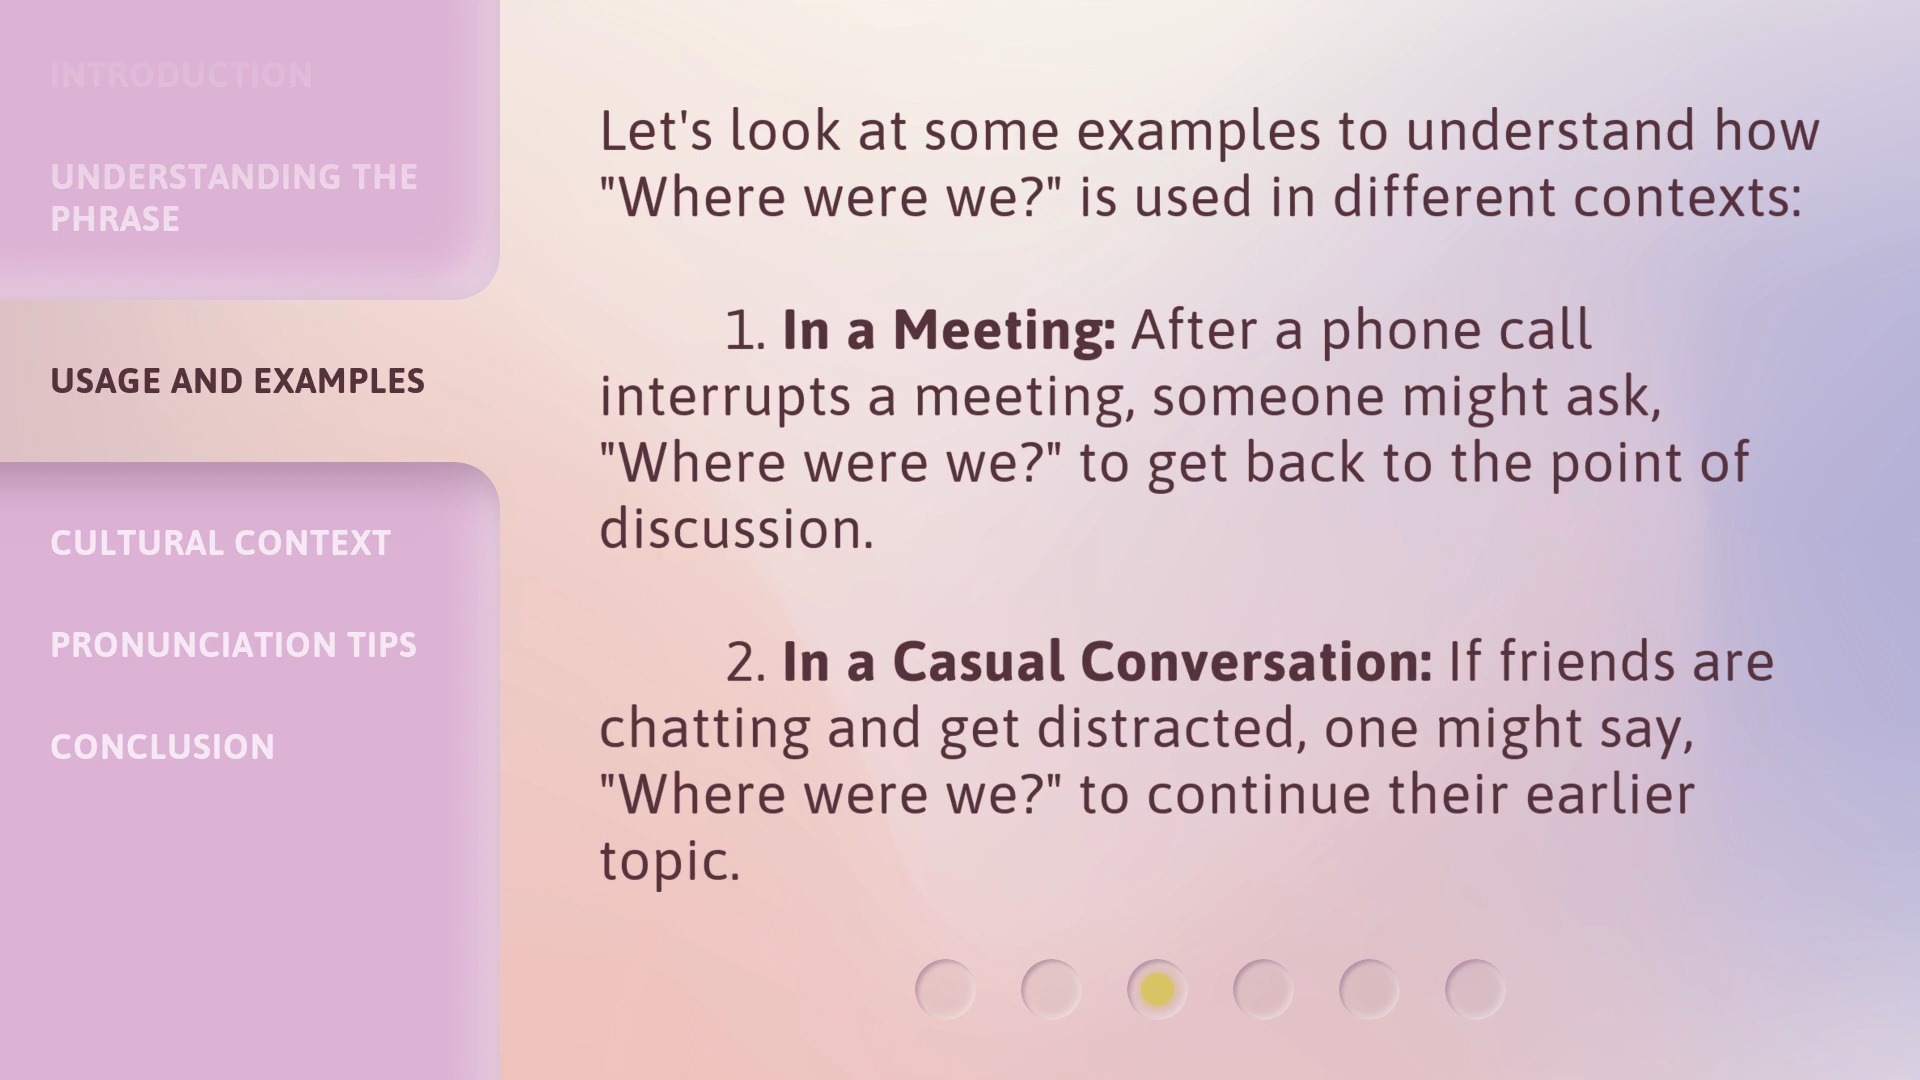 INTRODUCTION
UNDERSTANDING THE
PHRASE
USAGE AND EXAMPLES
CULTURAL CONTEXT
PRONUNCIATION TIPS
CONCLUSION
Let's look at some examples to understand how
"Where were we?" is used in different contexts:
1. In a Meeting: After a phone call
interrupts a meeting, someone might ask,
"Where were we?" to get back to the point of
discussion.
2. In a Casual Conversation: If friends are
chatting and get distracted, one might say,
"Where were we?" to continue their earlier
topic.